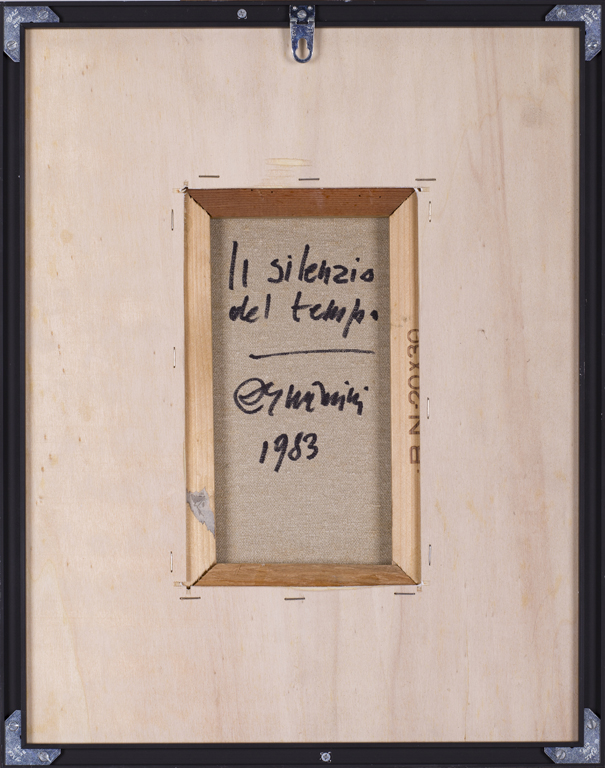 Il silenzio
del tempo
1983
B.N. 20x30